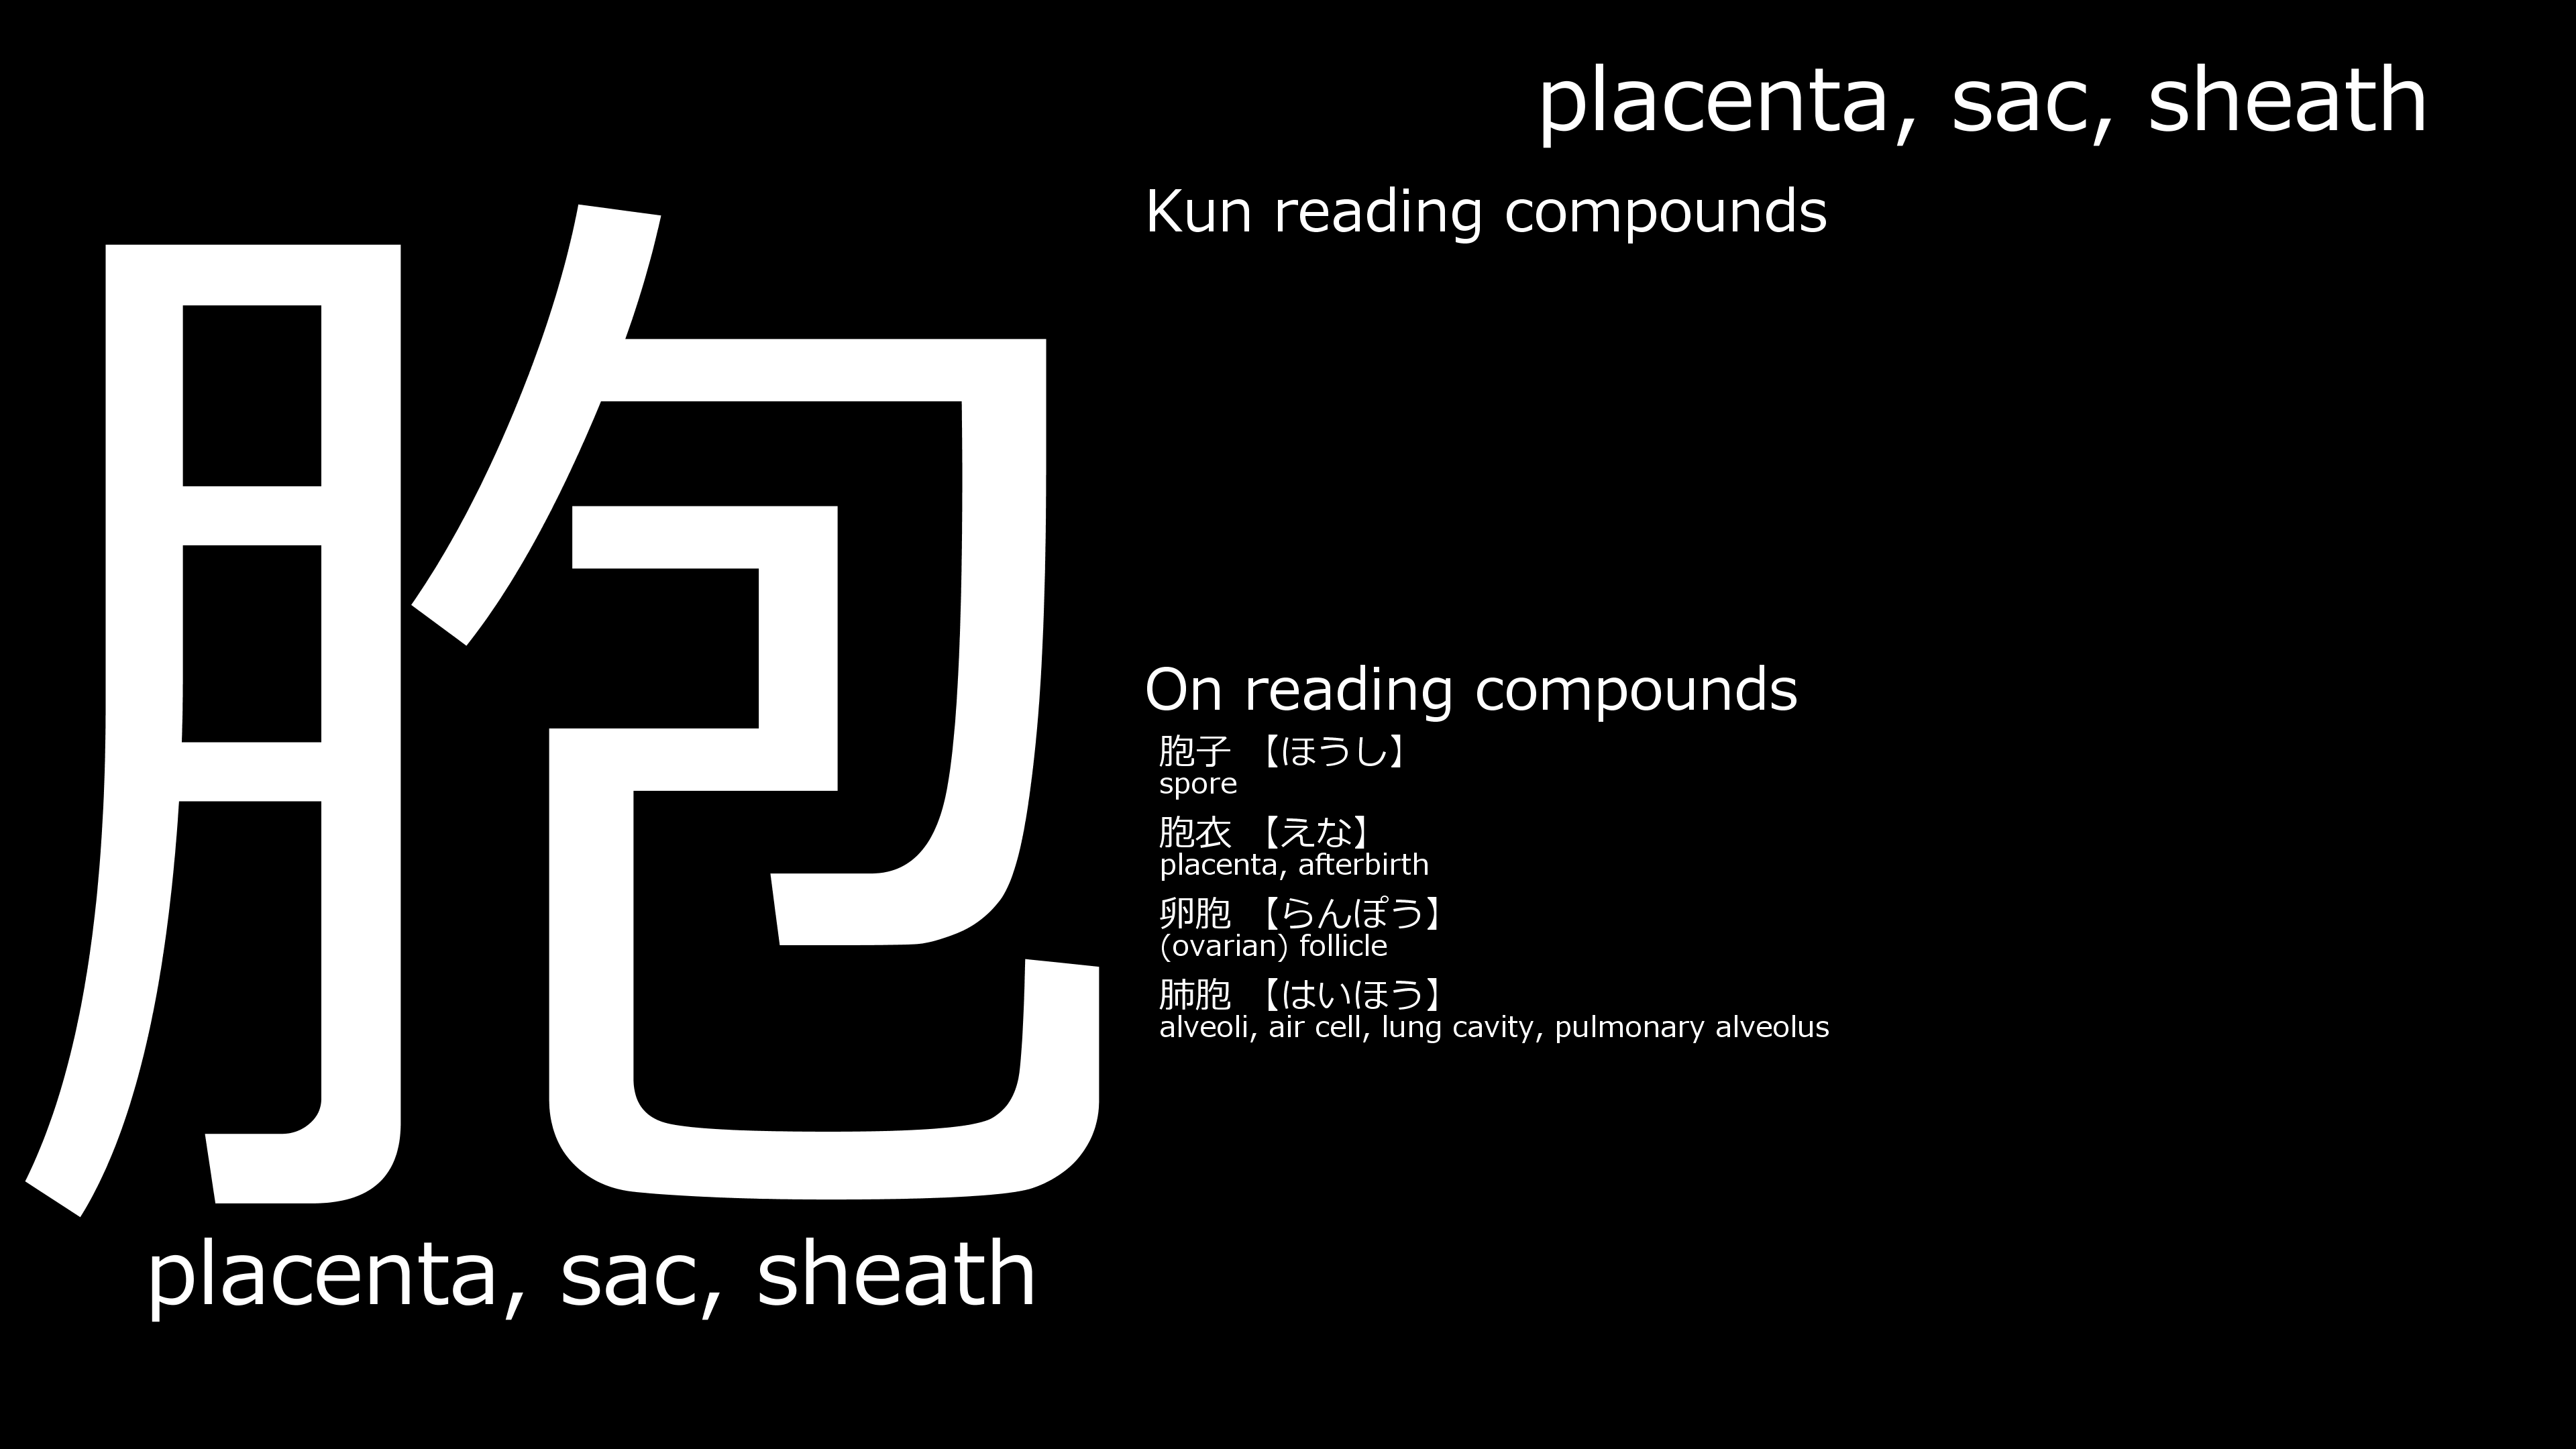 胞
placenta, sac, sheath
placenta, sac, sheath
Kun reading compounds
On reading compounds
胞子 【ほうし】
spore
胞衣 【えな】
placenta, afterbirth
卵胞 【らんぽう】
(ovarian) follicle
肺胞 【はいほう】
alveoli, air cell, lung cavity, pulmonary alveolus